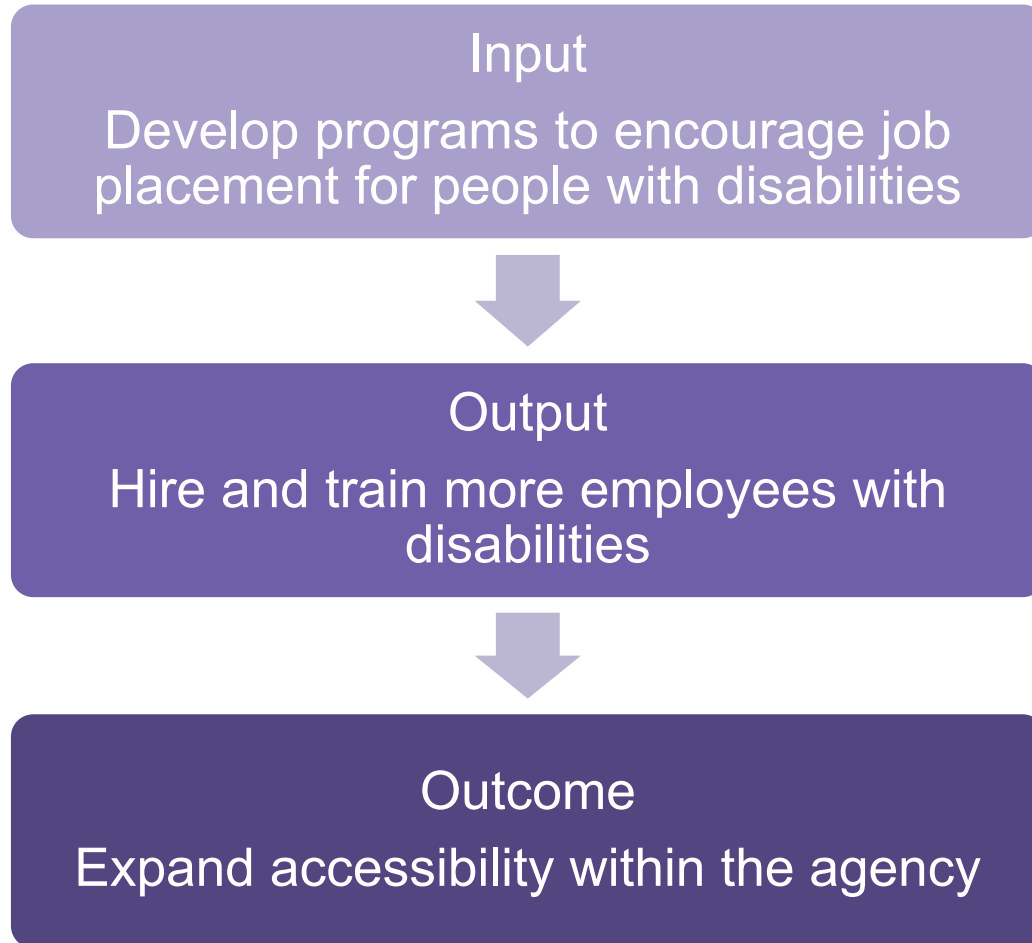 Input
Develop programs to encourage job
placement for people with disabilities
Output
Hire and train more employees with
disabilities
Outcome
Expand accessibility within the agency